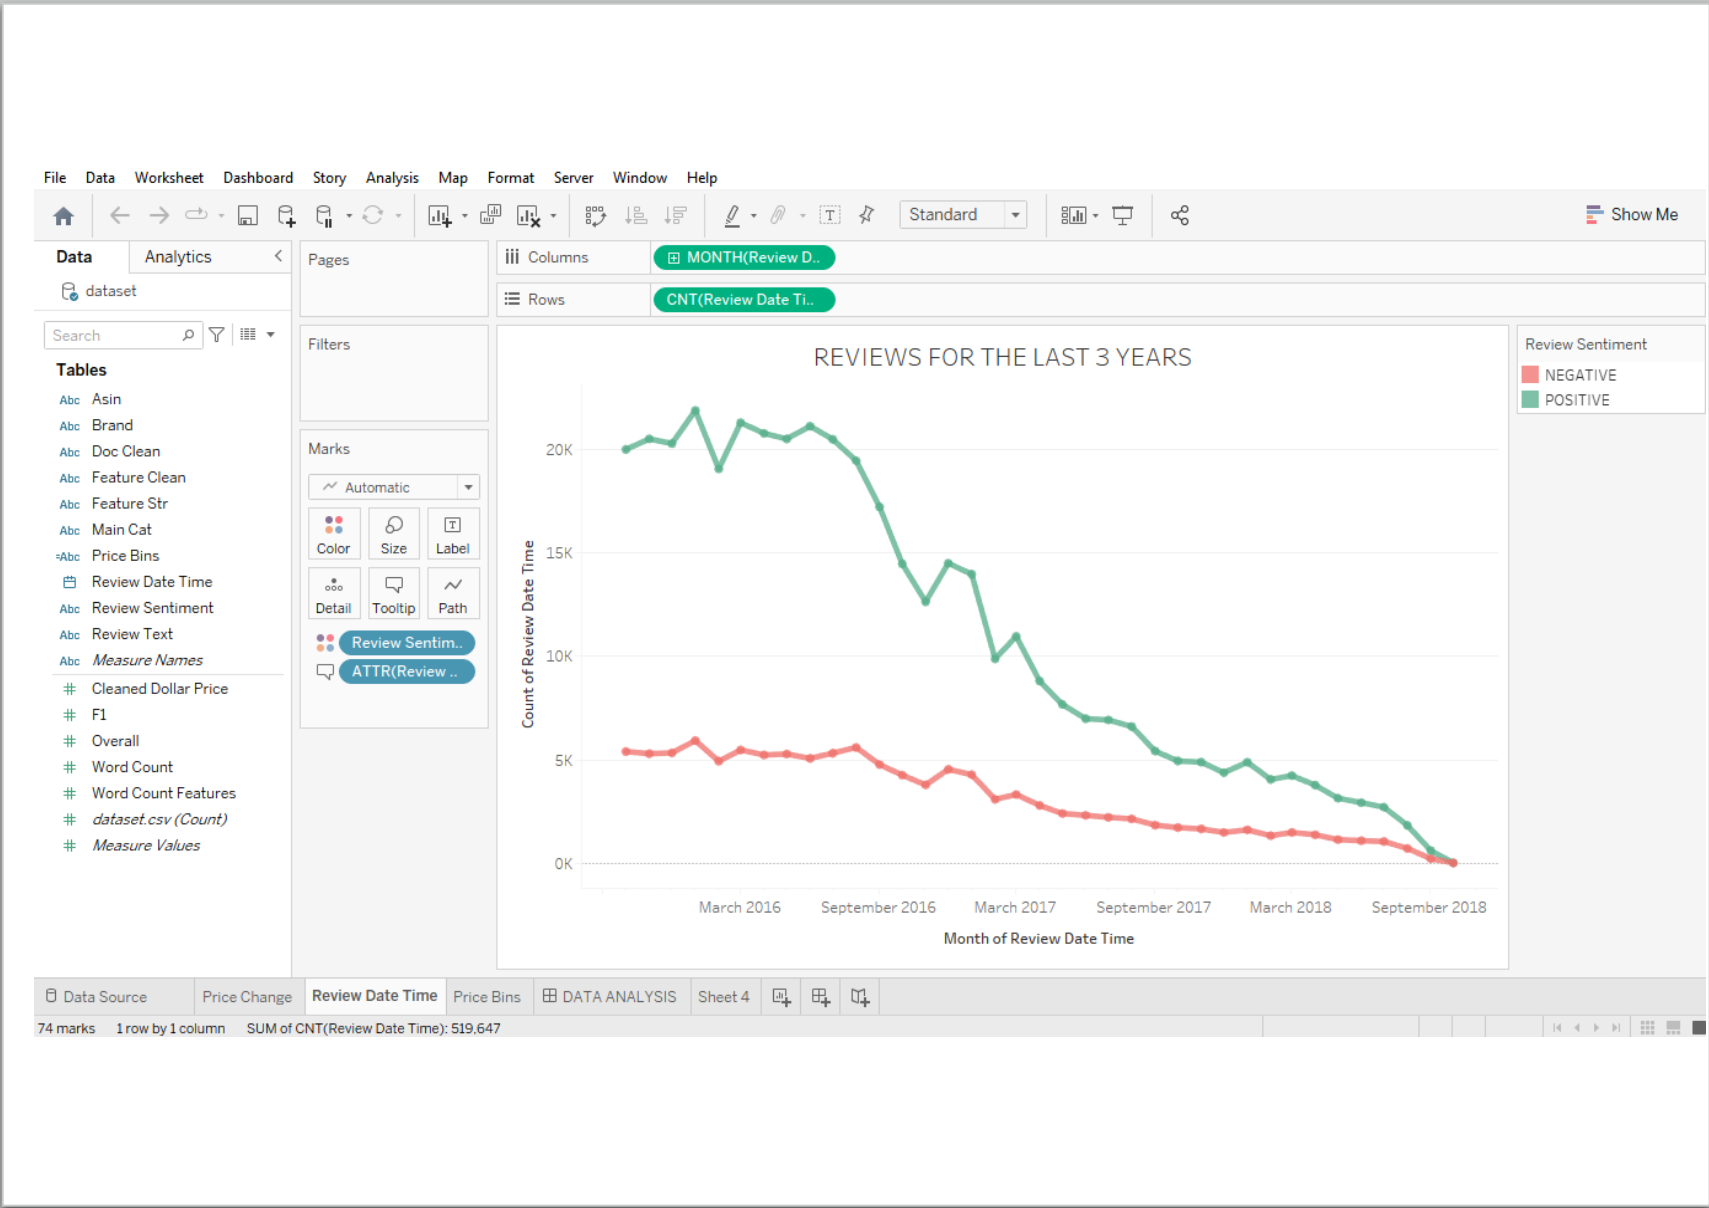 File Data Worksheet Dashboard Story Analysis Map Format Server Window Help
Standard
Show Me
Data Analytics
dataset
Search
Tables
Abc Asin
Abc Brand
Abc Doc Clean
Abc Feature Clean
Abc Feature Str
Abc Main Cat
=Abc Price Bins
Review Date Time
Abc Review Sentiment
Abc Review Text
Abc Measure Names
# Cleaned Dollar Price
# F1
# Overall
# Word Count
# Word Count Features
# dataset.csv (Count)
# Measure Values
Pages
Filters
Marks
Automatic
Color Size Label
Detail Tooltip Path
Review Sentim..
ATTR(Review ..
Columns MONTH(Review D..
Rows CNT(Review Date Ti..
REVIEWS FOR THE LAST 3 YEARS
Count of Review Date Time
20K
15K
10K
5K
0K
March 2016 September 2016 March 2017 September 2017 March 2018 September 2018
Month of Review Date Time
Review Sentiment
NEGATIVE
POSITIVE
Data Source Price Change Review Date Time Price Bins DATA ANALYSIS Sheet 4
74 marks 1 row by 1 column SUM of CNT(Review Date Time): 519,647